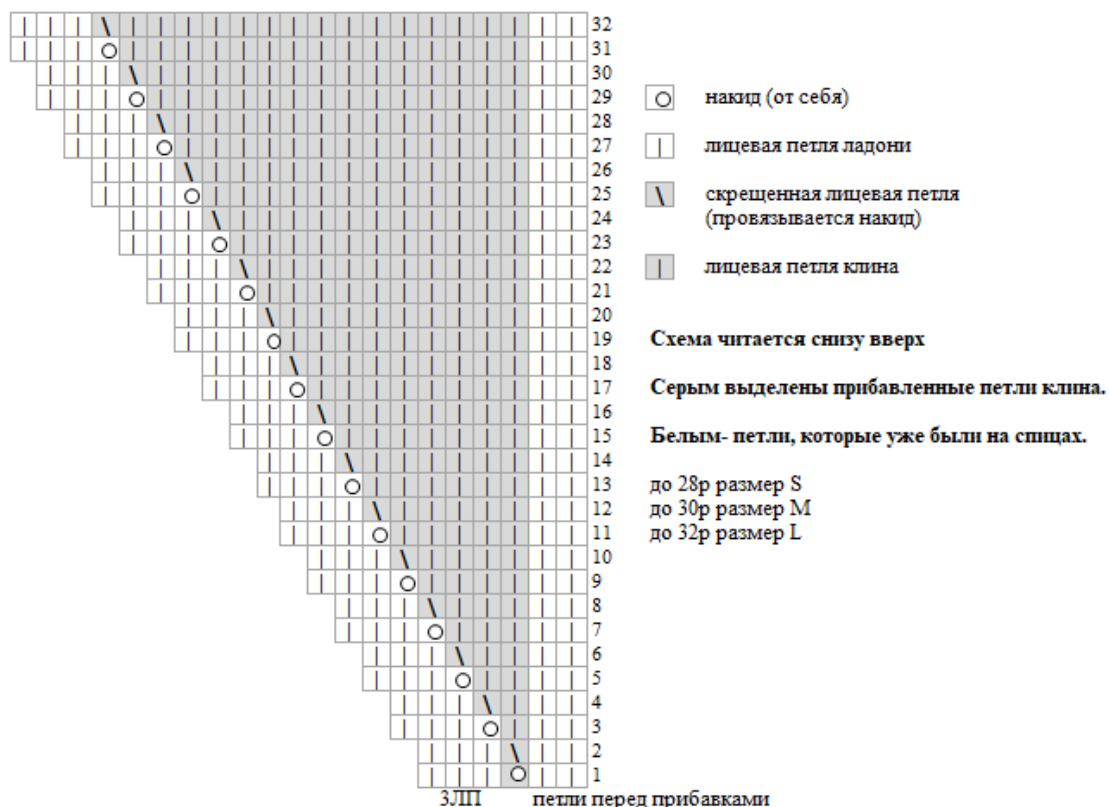 32
31
30
29
28
27
26
25
24
23
22
21
20
19
18
17
16
15
14
13
12
11
10
9
8
7
6
5
4
3
2
1
3ЛП петли перед прибавками
накид (от себя)
лицевая петля ладони
скрещенная лицевая петля
(провязывается накид)
лицевая петля клина
Схема читается снизу вверх
Серым выделены прибавленные петли клина.
Белым- петли, которые уже были на спицах.
до 28р размер S
до 30р размер М
до 32р размер L